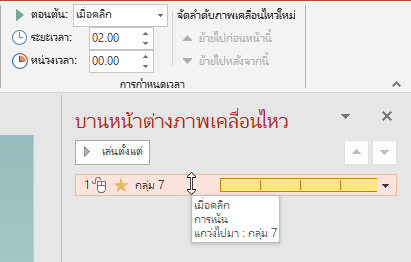 ตอนต้น: เมื่อคลิก
จัดลำดับภาพเคลื่อนไหวใหม่
ระยะเวลา: 02.00
ย้ายไปก่อนหน้านี้
หน่วงเวลา: 00.00
ย้ายไปหลังจากนี้
การกำหนดเวลา
บานหน้าต่างภาพเคลื่อนไหว
เล่นตั้งแต่
1 กลุ่ม 7
เมื่อคลิก
การเน้น
แกว่งไปมา : กลุ่ม 7